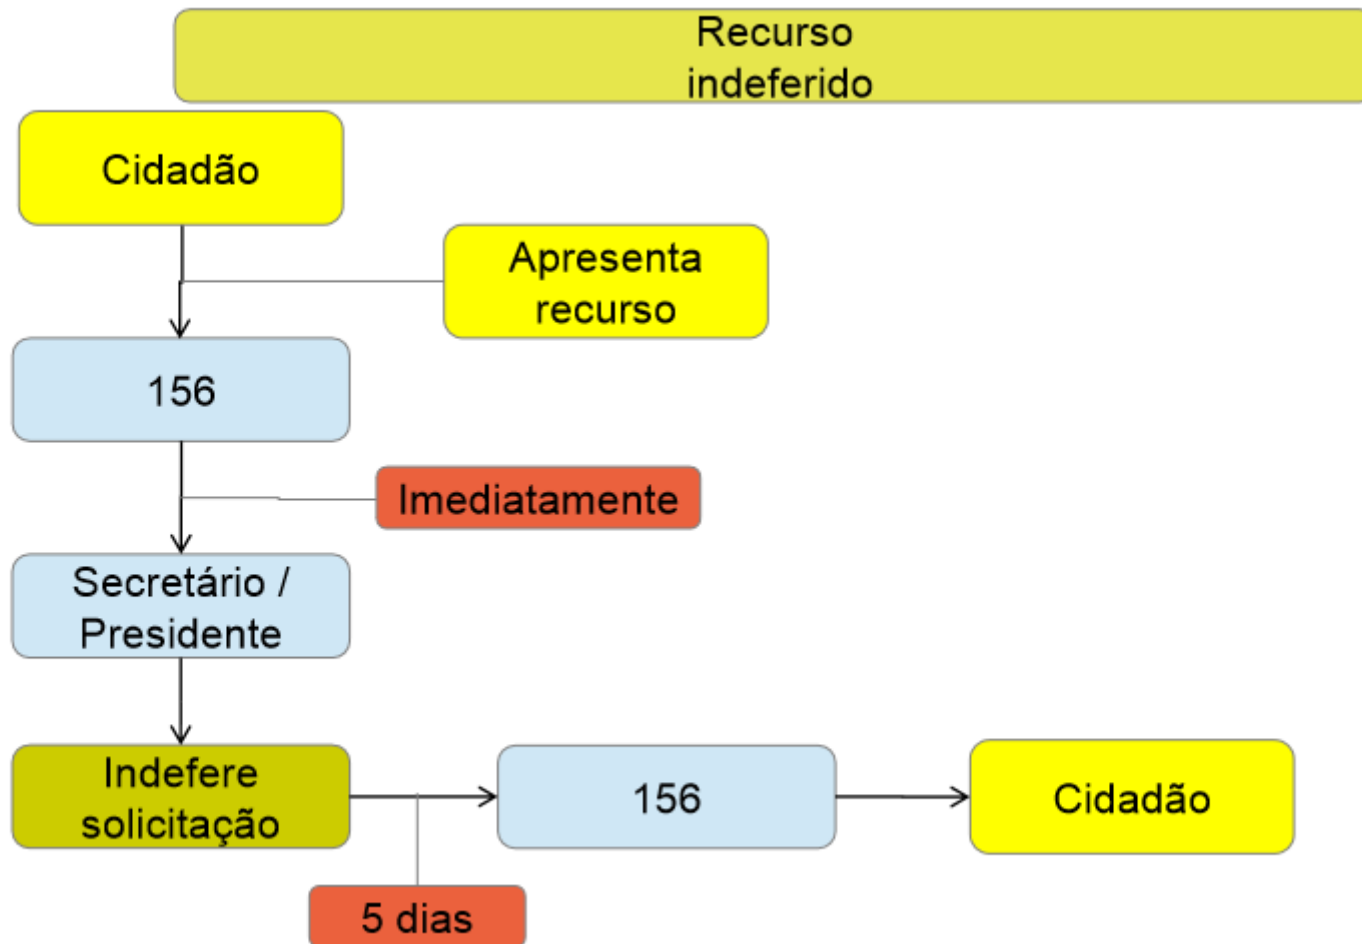 Recurso
indeferido
Cidadão
Apresenta
recurso
156
Imediatamente
Secretário /
Presidente
Indefere
solicitação
156
Cidadão
5 dias